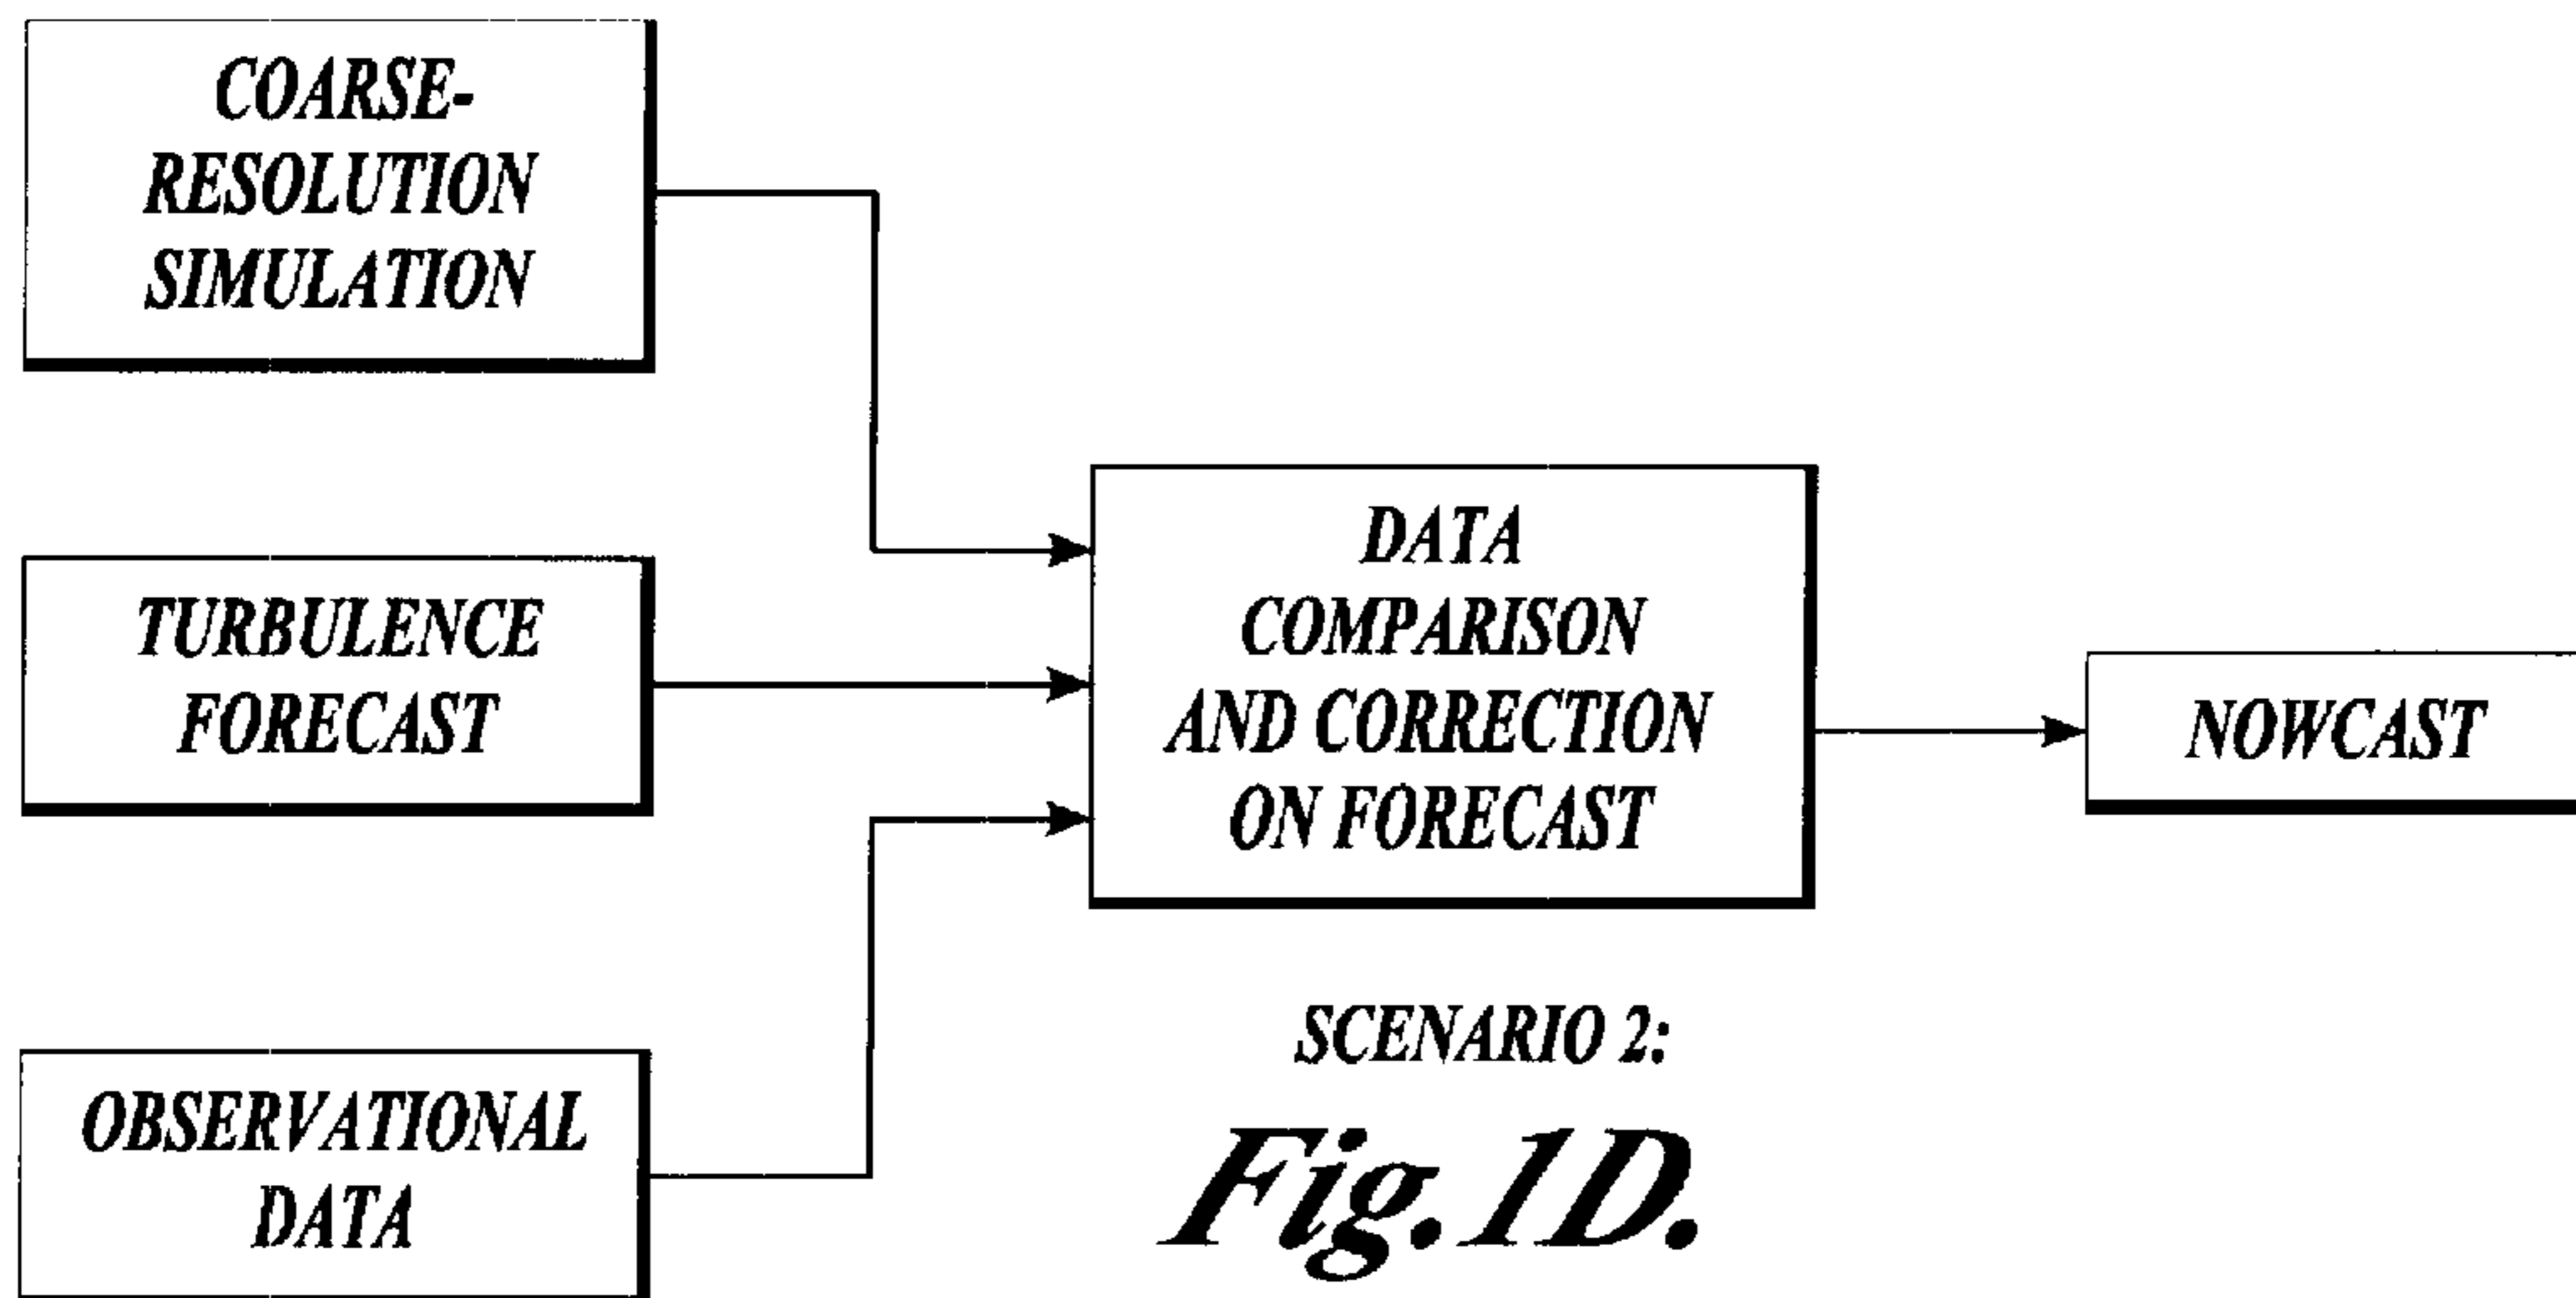 COARSE-
RESOLUTION
SIMULATION
TURBULENCE
FORECAST
OBSERVATIONAL
DATA
DATA
COMPARISON
AND CORRECTION
ON FORECAST
NOWCAST
SCENARIO 2:
Fig.1D.